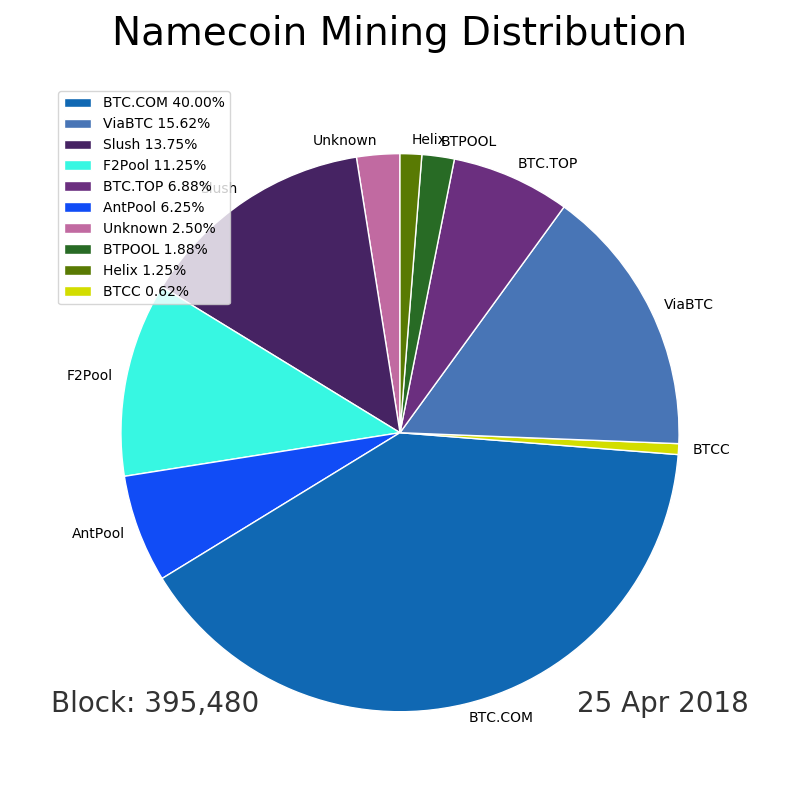 Namecoin Mining Distribution
BTC.COM 40.00%
ViaBTC 15.62%
Slush 13.75%
F2Pool 11.25%
BTC.TOP 6.88%
AntPool 6.25%
Unknown 2.50%
BTPOOL 1.88%
Helix 1.25%
BTCC 0.62%
Unknown
Helix
BTPOOL
BTC.TOP
Slush
ViaBTC
F2Pool
BTCC
AntPool
BTC.COM
Block: 395,480
25 Apr 2018